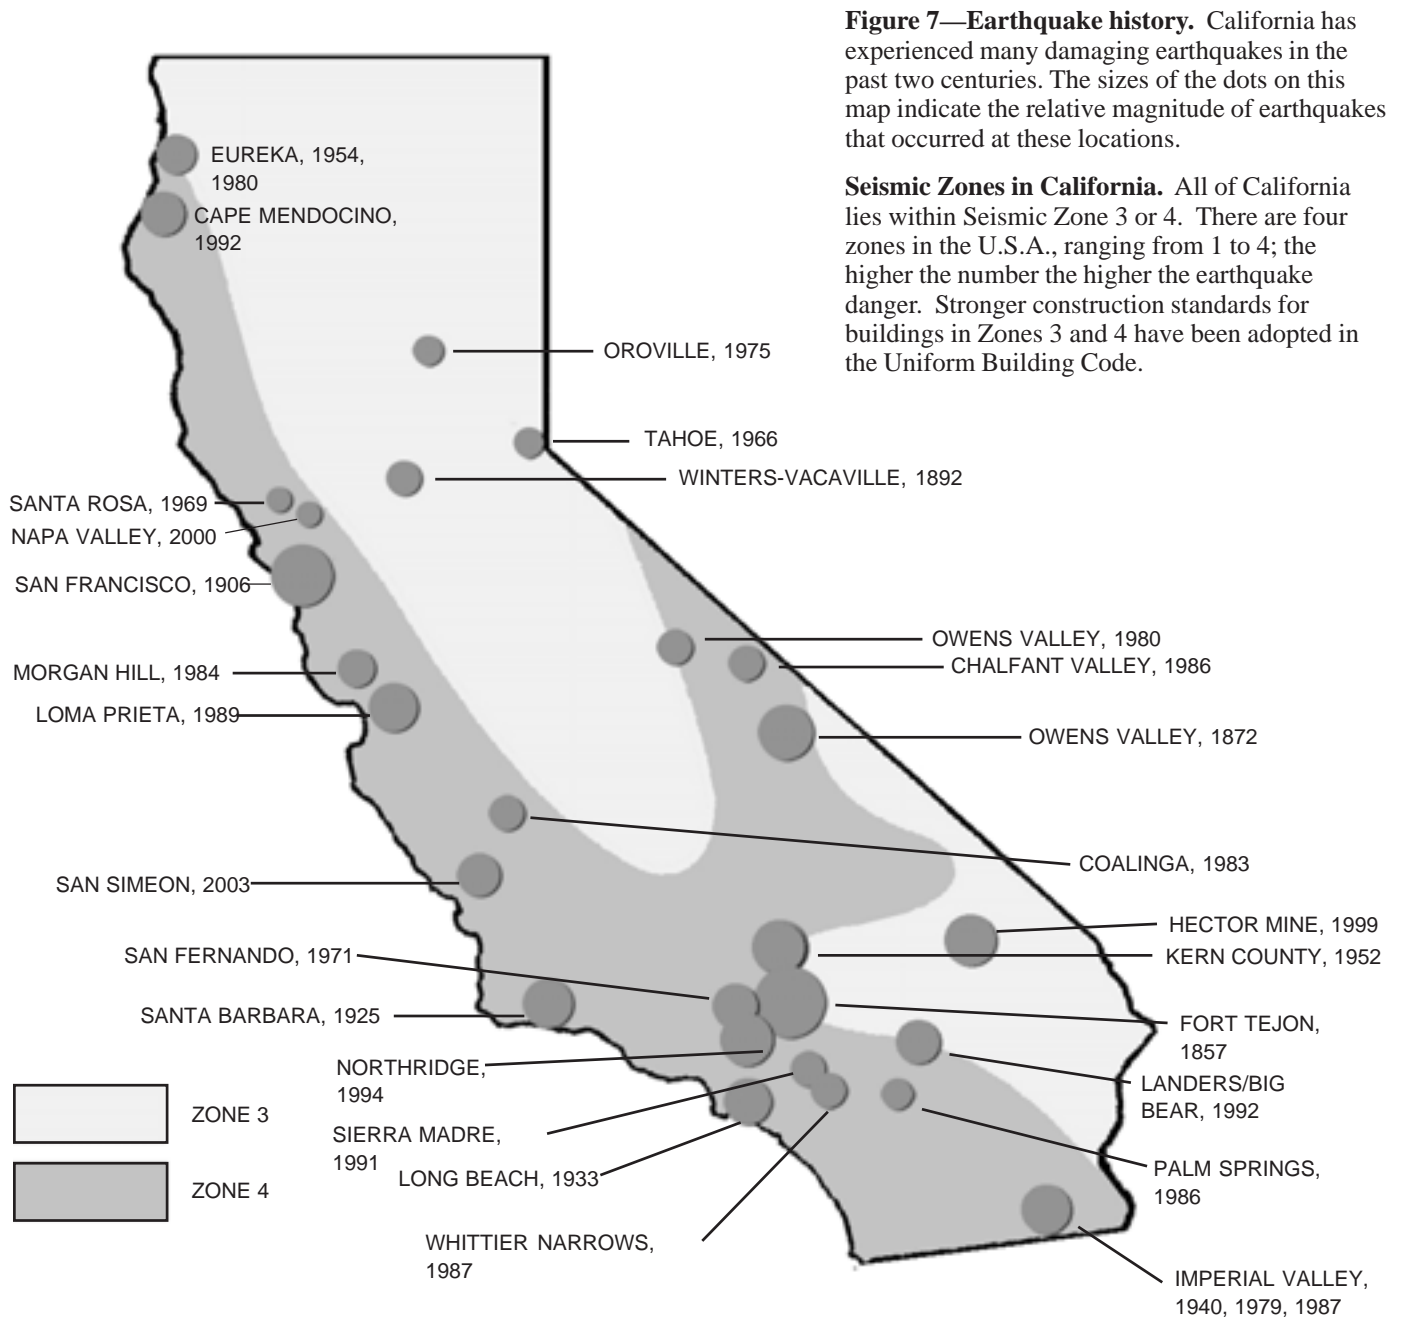 Figure 7—Earthquake history. California has
experienced many damaging earthquakes in the
past two centuries. The sizes of the dots on this
map indicate the relative magnitude of earthquakes
that occurred at these locations.
Seismic Zones in California. All of California
lies within Seismic Zone 3 or 4. There are four
zones in the U.S.A., ranging from 1 to 4; the
higher the number the higher the earthquake
danger. Stronger construction standards for
buildings in Zones 3 and 4 have been adopted in
the Uniform Building Code.
EUREKA, 1954,
1980
CAPE MENDOCINO,
1992
OROVILLE, 1975
TAHOE, 1966
WINTERS-VACAVILLE, 1892
SANTA ROSA, 1969
NAPA VALLEY, 2000
SAN FRANCISCO, 1906
OWENS VALLEY, 1980
CHALFANT VALLEY, 1986
MORGAN HILL, 1984
LOMA PRIETA, 1989
OWENS VALLEY, 1872
COALINGA, 1983
SAN SIMEON, 2003
HECTOR MINE, 1999
KERN COUNTY, 1952
SAN FERNANDO, 1971
SANTA BARBARA, 1925
FORT TEJON,
1857
NORTHRIDGE,
1994
LANDERS/BIG
BEAR, 1992
ZONE 3
SIERRA MADRE,
1991
LONG BEACH, 1933
PALM SPRINGS,
1986
ZONE 4
WHITTIER NARROWS,
1987
IMPERIAL VALLEY,
1940, 1979, 1987